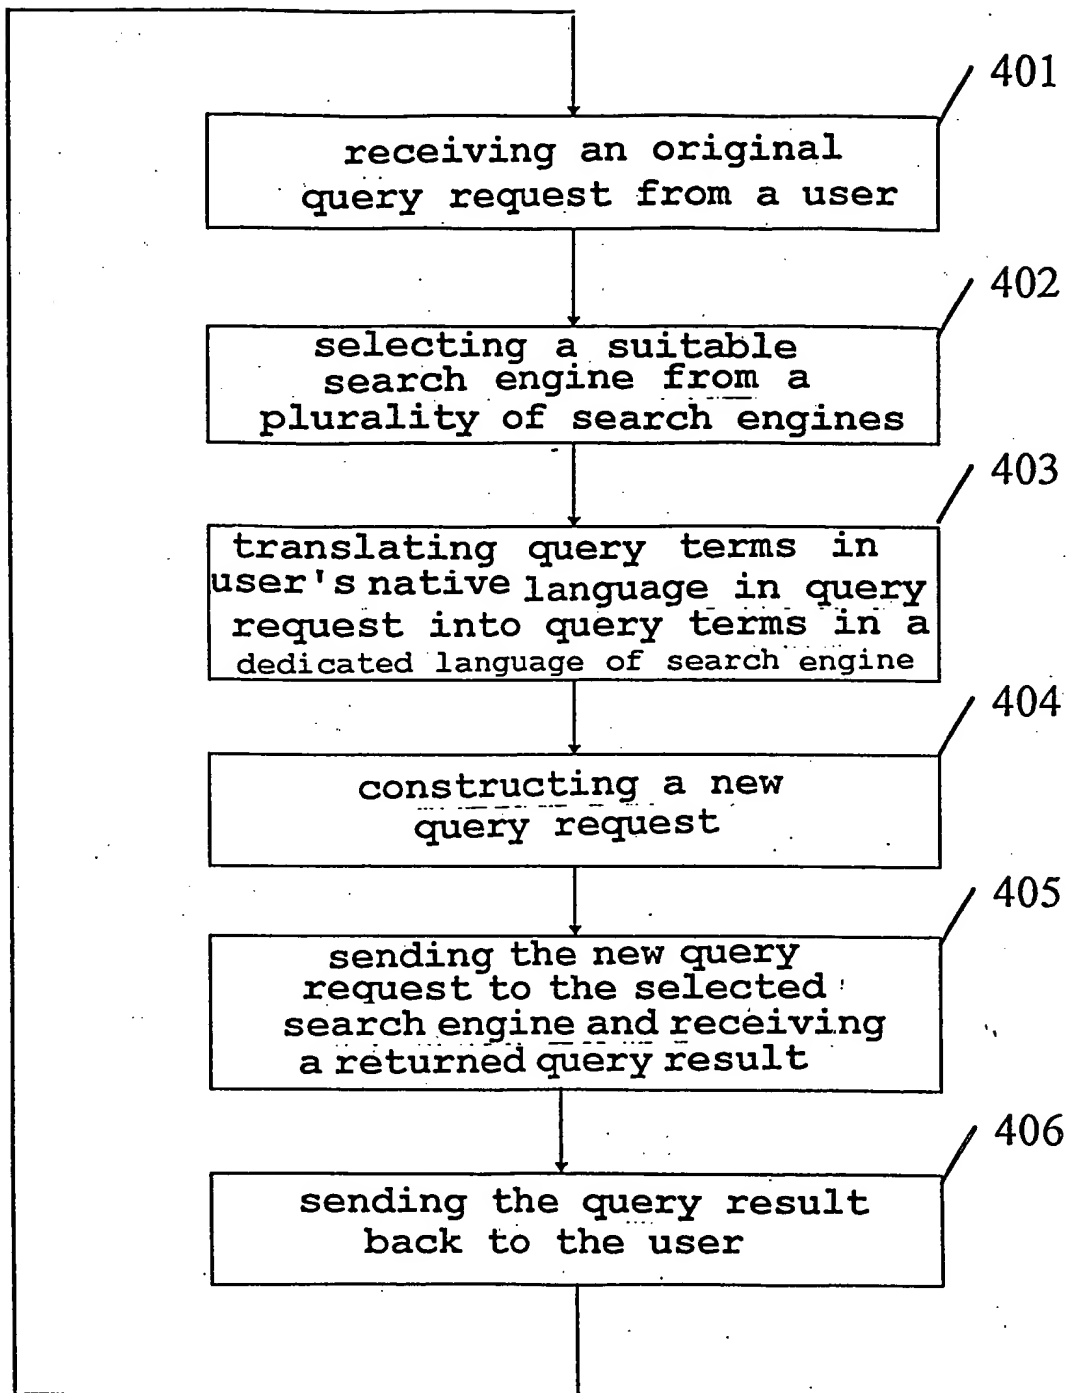 401
receiving an original
query request from a user
402
selecting a suitable
search engine from a
plurality of search engines
403
translating query terms in
user's native language in query
request into query terms in a
dedicated language of search engine
404
constructing a new
query request
405
sending the new query
request to the selected
search engine and receiving
a returned query result
406
sending the query result
back to the user